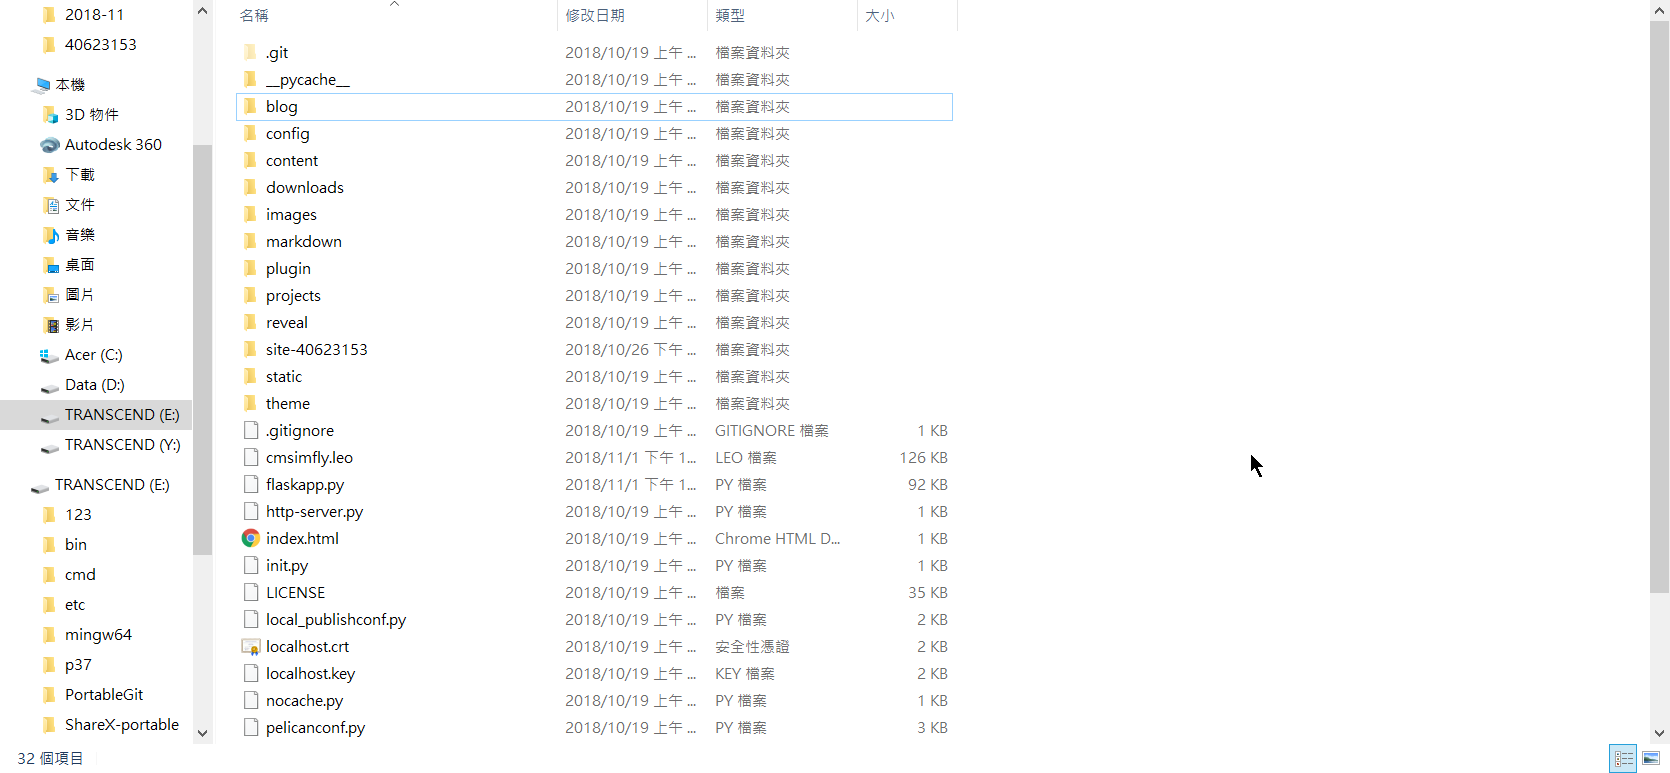 2018-11
40623153
本機
3D 物件
Autodesk 360
下載
文件
音樂
桌面
圖片
影片
Acer (C:)
Data (D:)
TRANSCEND (E:)
TRANSCEND (Y:)
TRANSCEND (E:)
123
bin
cmd
etc
mingw64
p37
PortableGit
ShareX-portable
名稱 修改日期 類型 大小
.git 2018/10/19 上午 ... 檔案資料夾
__pycache__ 2018/10/19 上午 ... 檔案資料夾
blog 2018/10/19 上午 ... 檔案資料夾
config 2018/10/19 上午 ... 檔案資料夾
content 2018/10/19 上午 ... 檔案資料夾
downloads 2018/10/19 上午 ... 檔案資料夾
images 2018/10/19 上午 ... 檔案資料夾
markdown 2018/10/19 上午 ... 檔案資料夾
plugin 2018/10/19 上午 ... 檔案資料夾
projects 2018/10/19 上午 ... 檔案資料夾
reveal 2018/10/19 上午 ... 檔案資料夾
site-40623153 2018/10/26 下午 ... 檔案資料夾
static 2018/10/19 上午 ... 檔案資料夾
theme 2018/10/19 上午 ... 檔案資料夾
.gitignore 2018/10/19 上午 ... GITIGNORE 檔案 1 KB
cmsimfly.leo 2018/11/1 下午 1... LEO 檔案 126 KB
flaskapp.py 2018/11/1 下午 1... PY 檔案 92 KB
http-server.py 2018/10/19 上午 ... PY 檔案 1 KB
index.html 2018/10/19 上午 ... Chrome HTML D... 1 KB
init.py 2018/10/19 上午 ... PY 檔案 1 KB
LICENSE 2018/10/19 上午 ... 檔案 35 KB
local_publishconf.py 2018/10/19 上午 ... PY 檔案 2 KB
localhost.crt 2018/10/19 上午 ... 安全性憑證 2 KB
localhost.key 2018/10/19 上午 ... KEY 檔案 2 KB
nocache.py 2018/10/19 上午 ... PY 檔案 1 KB
pelicanconf.py 2018/10/19 上午 ... PY 檔案 3 KB
32 個項目